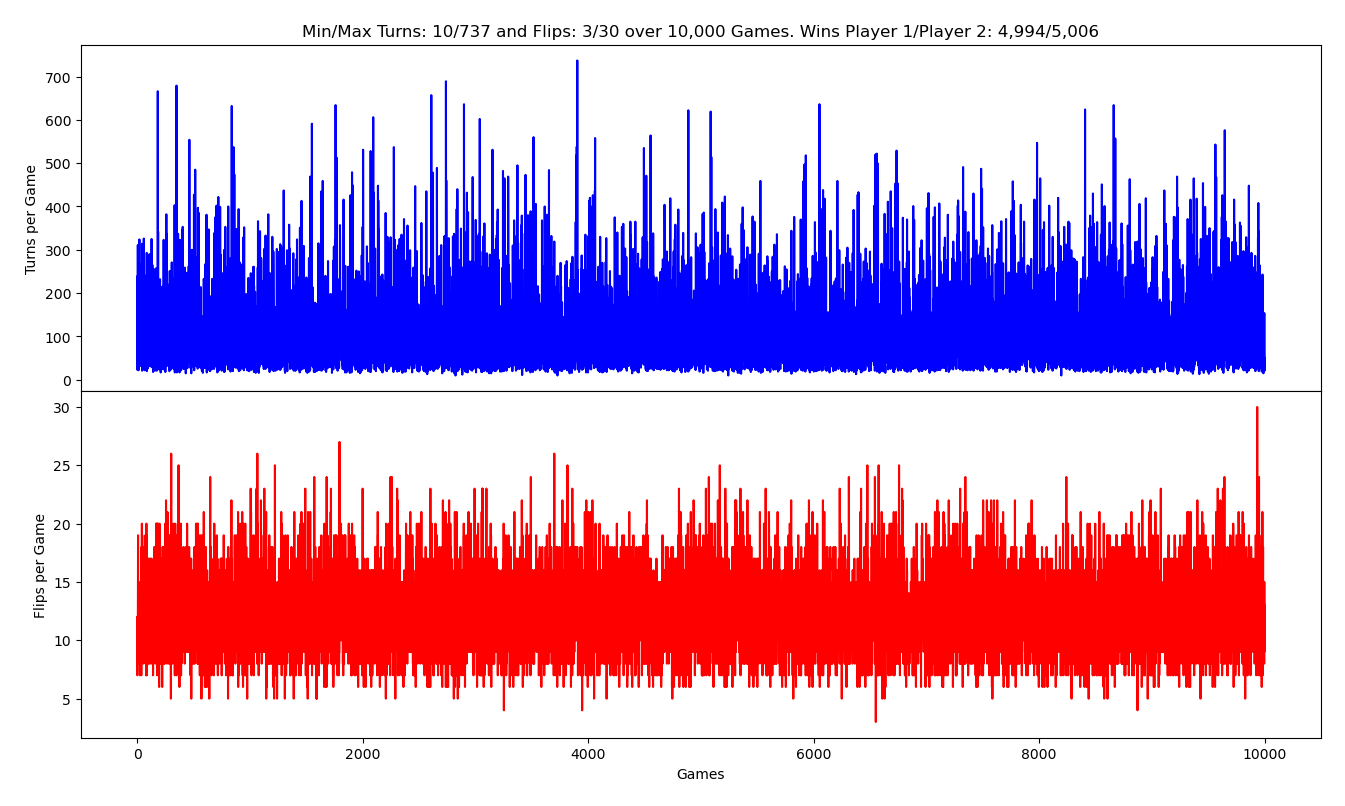 Min/Max Turns: 10/737 and Flips: 3/30 over 10,000 Games. Wins Player 1/Player 2: 4,994/5,006
Turns per Game
700
600
500
400
300
200
100
0
Flips per Game
30
25
20
15
10
5
0 2000 4000 6000 8000 10000
Games